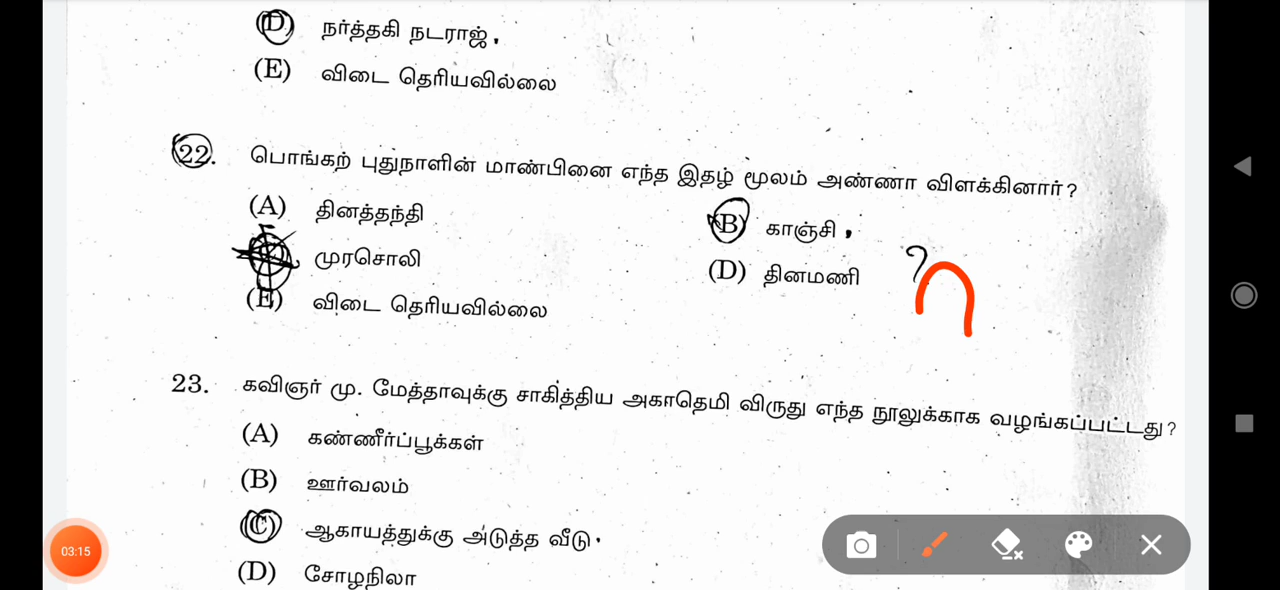 (D) நர்த்தகி நடராஜ்.
(E) விடை தெரியவில்லை
22. பொங்கற் புதுநாளின் மாண்பினை எந்த இதழ் மூலம் அண்ணா விளக்கினார்?
(A) தினத்தந்தி
(B) காஞ்சி
முரசொலி
(D) தினமணி
(E) விடை தெரியவில்லை
?
23. கவிஞர் மு. மேத்தாவுக்கு சாகித்திய அகாதெமி விருது எந்த நூலுக்காக வழங்கப்பட்டது?
(A) கண்ணீர்ப்பூக்கள்
(B) ஊர்வலம்
(C) ஆகாயத்துக்கு அடுத்த வீடு
(D) சோழநிலா
03:15